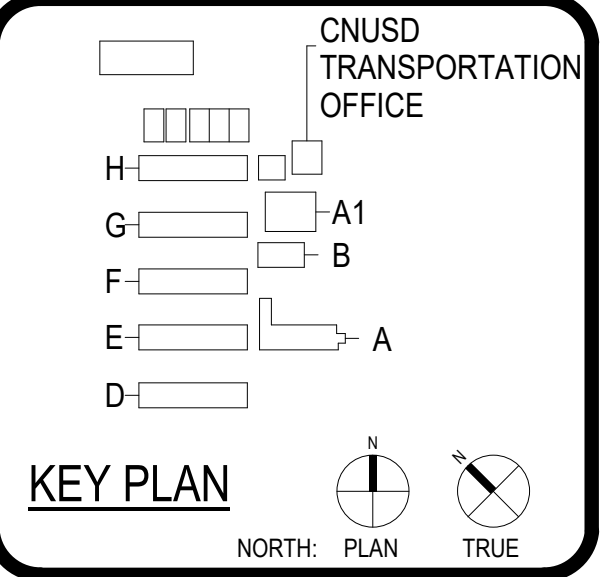 CNUSD
TRANSPORTATION
OFFICE
H
A1
G
B
F
E
A
D
KEY PLAN
N
N
NORTH: PLAN TRUE